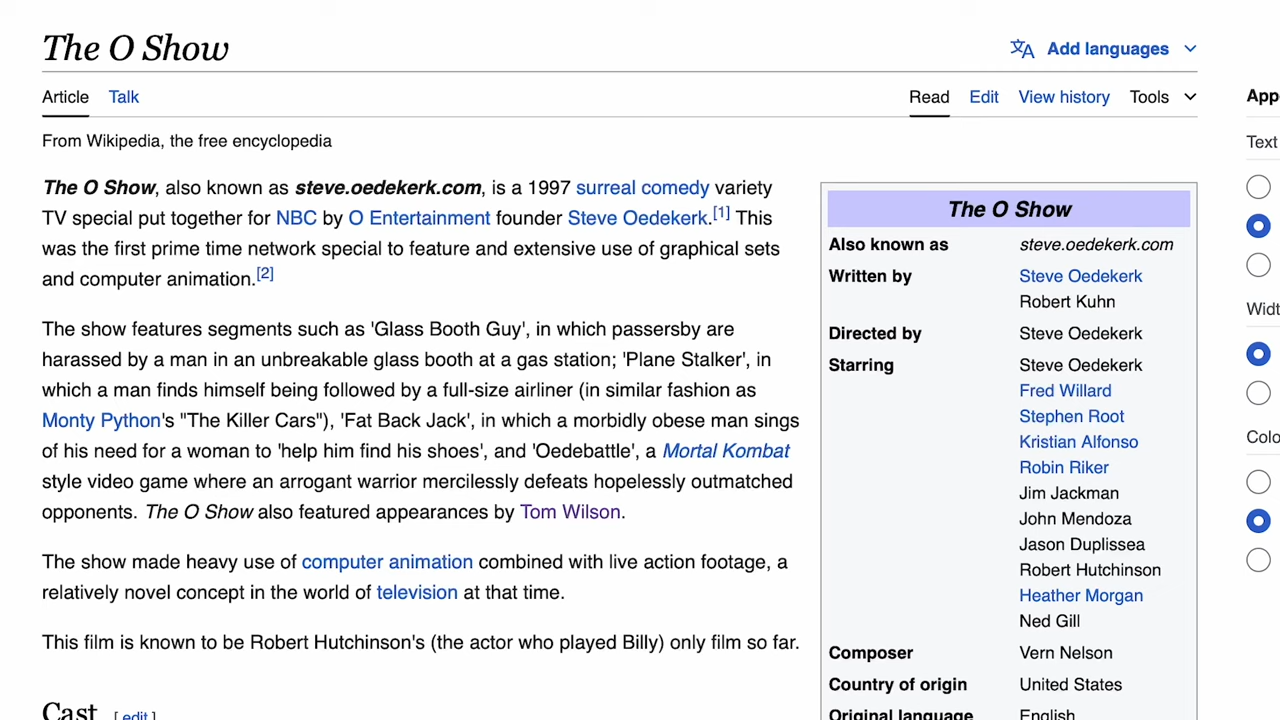 The O Show
Add languages
Article Talk
Read Edit View history Tools
From Wikipedia, the free encyclopedia
The O Show, also known as steve.oedekerk.com, is a 1997 surreal comedy variety
TV special put together for NBC by O Entertainment founder Steve Oedekerk.[1] This
was the first prime time network special to feature and extensive use of graphical sets
and computer animation.[2]
The show features segments such as 'Glass Booth Guy', in which passersby are
harassed by a man in an unbreakable glass booth at a gas station; 'Plane Stalker', in
which a man finds himself being followed by a full-size airliner (in similar fashion as
Monty Python's "The Killer Cars"), 'Fat Back Jack', in which a morbidly obese man sings
of his need for a woman to 'help him find his shoes', and 'Oedebattle', a Mortal Kombat
style video game where an arrogant warrior mercilessly defeats hopelessly outmatched
opponents. The O Show also featured appearances by Tom Wilson.
The show made heavy use of computer animation combined with live action footage, a
relatively novel concept in the world of television at that time.
This film is known to be Robert Hutchinson's (the actor who played Billy) only film so far.
Cast [ edit ]
The O Show
Also known as steve.oedekerk.com
Written by Steve Oedekerk
Robert Kuhn
Directed by Steve Oedekerk
Starring Steve Oedekerk
Fred Willard
Stephen Root
Kristian Alfonso
Robin Riker
Jim Jackman
John Mendoza
Jason Duplissea
Robert Hutchinson
Heather Morgan
Ned Gill
Composer Vern Nelson
Country of origin United States
Original language English
App
Text
Widt
Colo